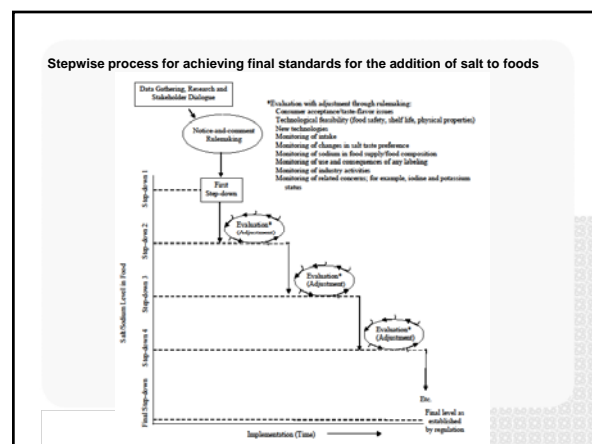 Stepwise process for achieving final standards for the addition of salt to foods
Data Gathering, Research and
Stakeholder Dialogue
Notice-and-comment
Rulemaking
*Evaluation with adjustment through rulemaking:
Consumer acceptance/taste-flavor issues
Technological feasibility (food safety, shelf life, physical properties)
New technologies
Monitoring of intake
Monitoring of changes in salt taste preference
Monitoring of sodium in food supply/food composition
Monitoring of use and consequences of any labeling
Monitoring of industry activities
Monitoring of related concerns; for example, iodine and potassium
status
Salt/Sodium Level in Food
Step-down 1
First
Step-down
Step-down 2
Evaluation*
(Adjustment)
Step-down 3
Evaluation*
(Adjustment)
Step-down 4
Evaluation*
(Adjustment)
Etc.
Final Step-down
Final level as
established
by regulation
Implementation (Time)